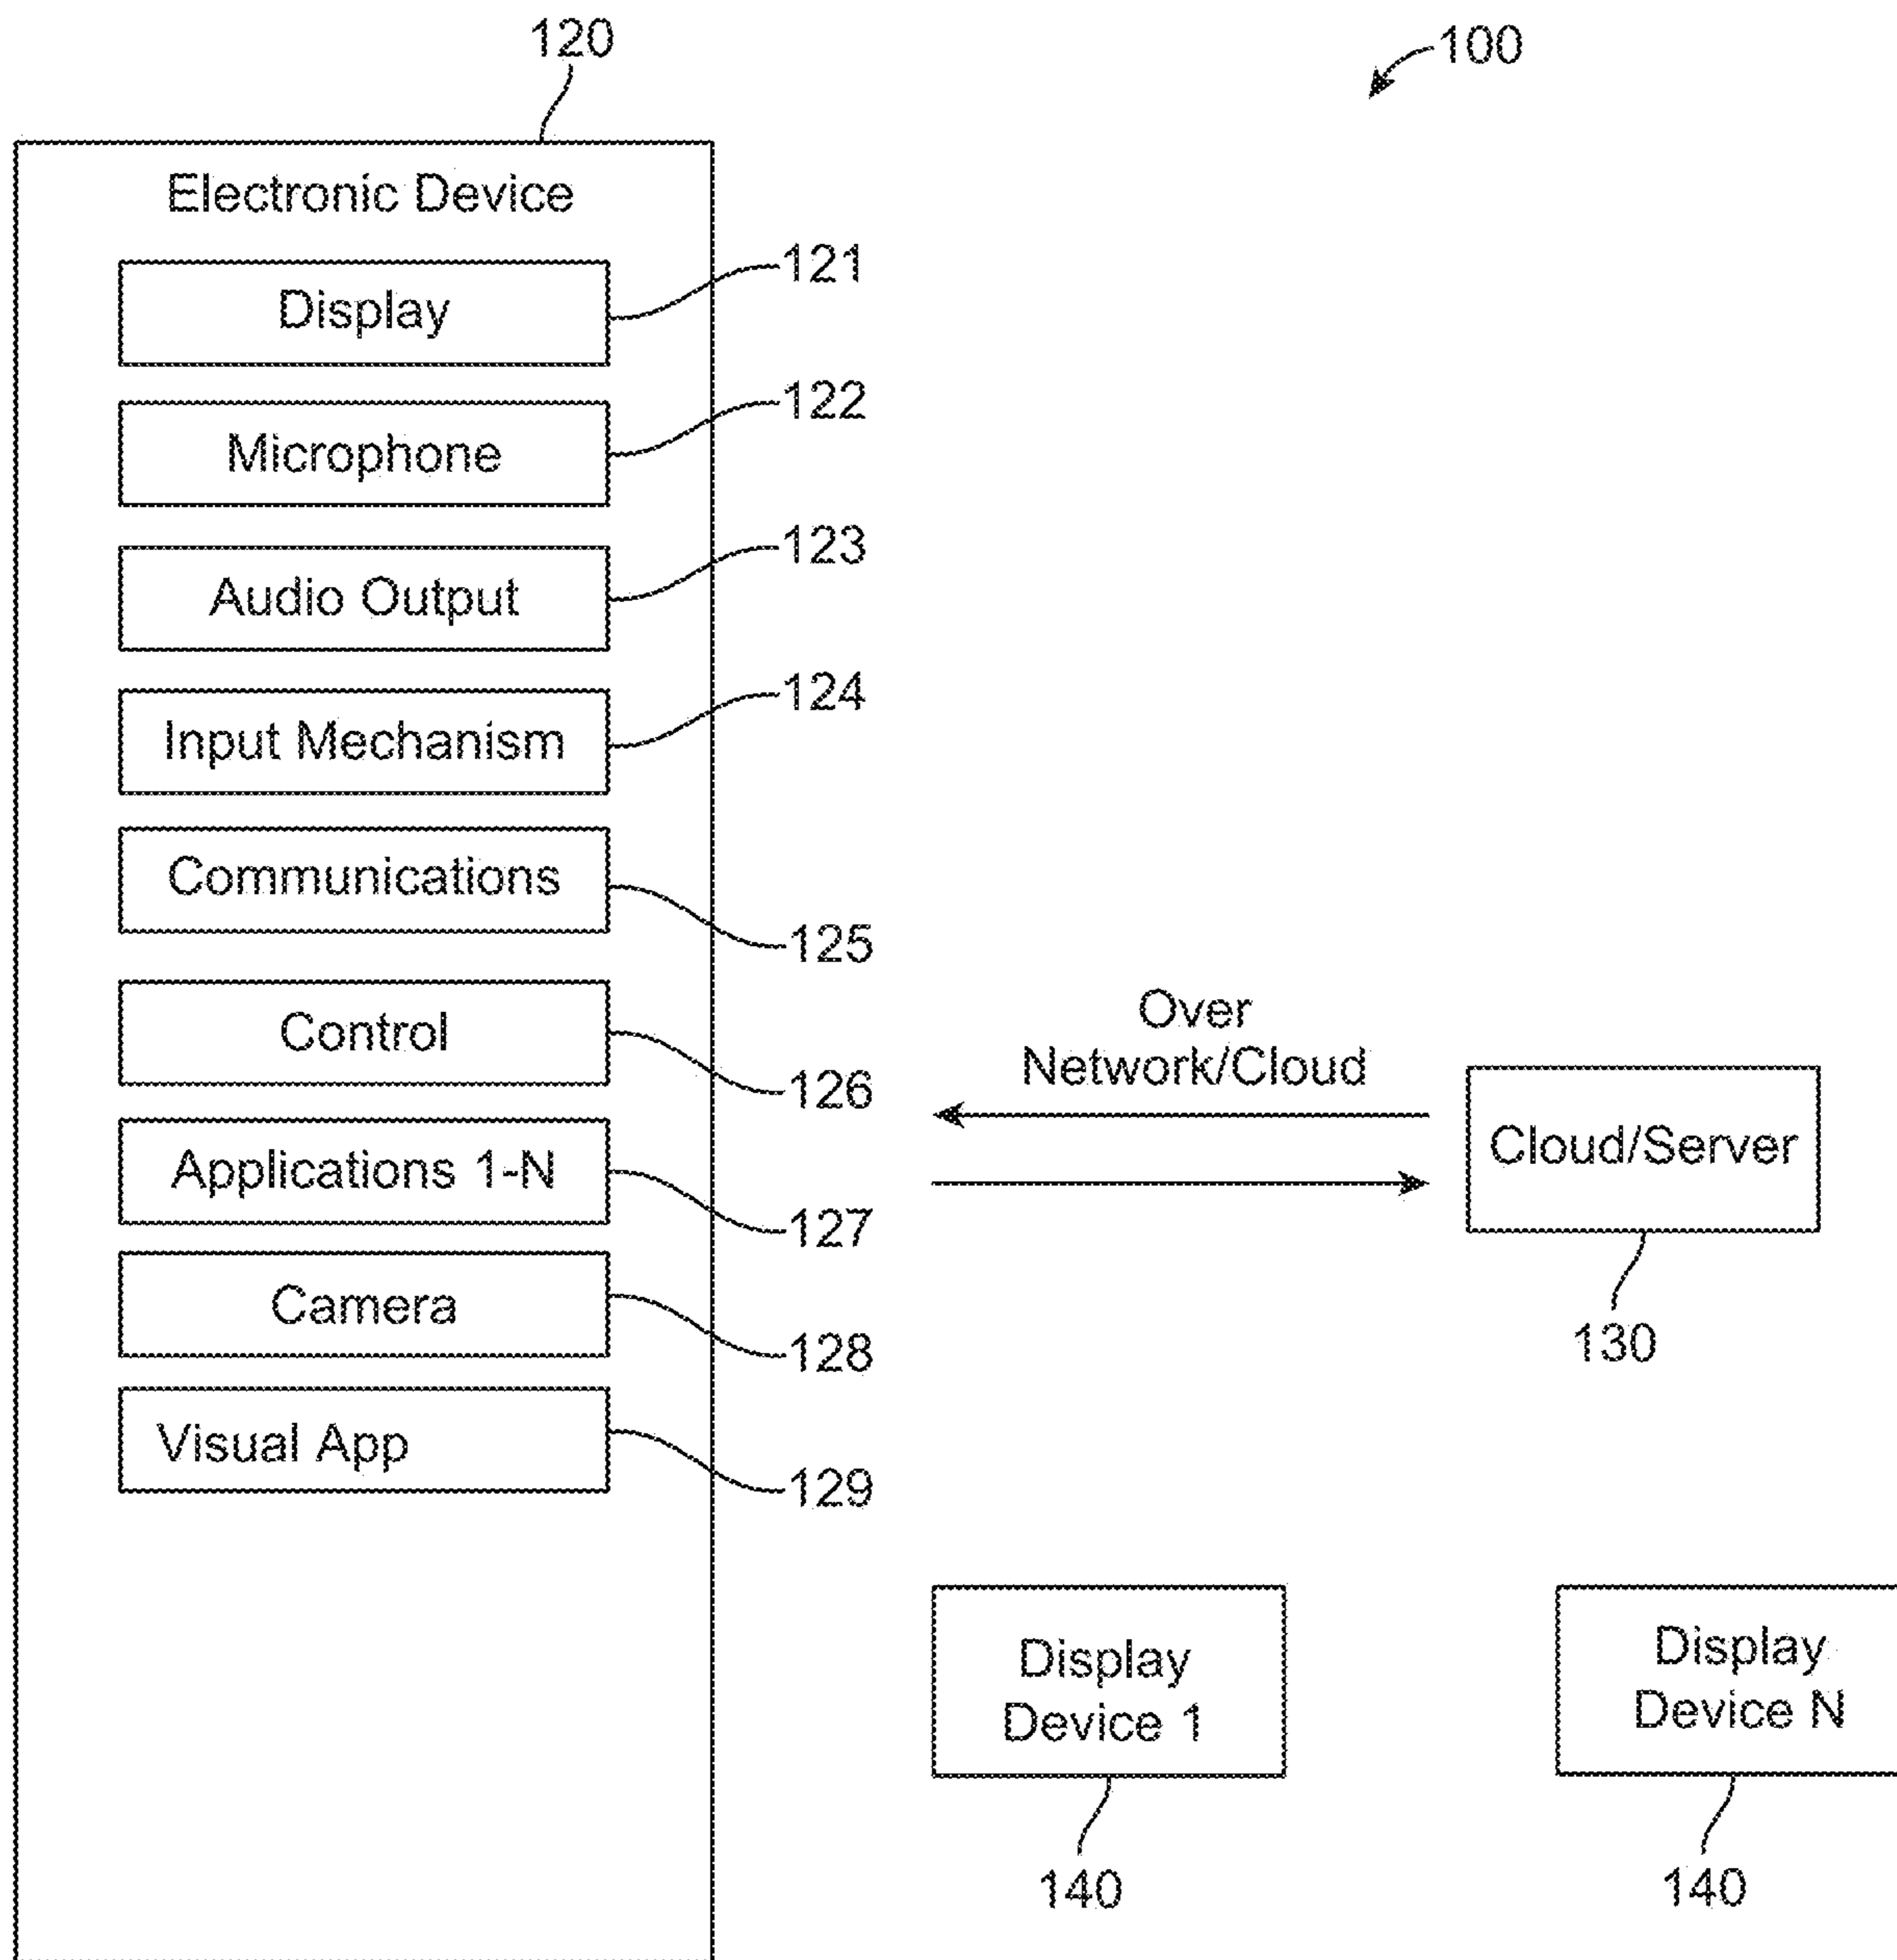 120
100
Electronic Device
Display
121
Microphone
122
Audio Output
123
Input Mechanism
124
Communications
125
Control
126
Applications 1-N
127
Camera
128
Visual App
129
Over
Network/Cloud
Cloud/Server
130
Display
Device 1
140
Display
Device N
140